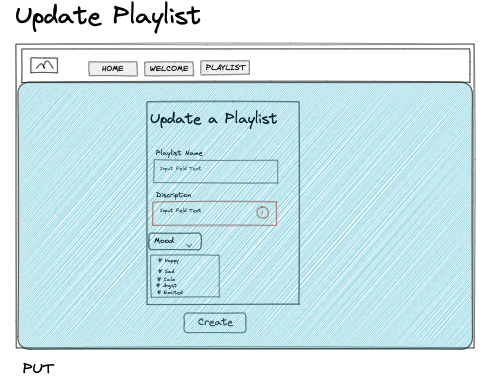 Update Playlist
HOME WELCOME PLAYLIST
Update a Playlist
Playlist Name
Input Field Text
Discription
Input Field Text
Mood
# Happy
# Sad
# Calm
# Angst
# Excited
Create
PUT